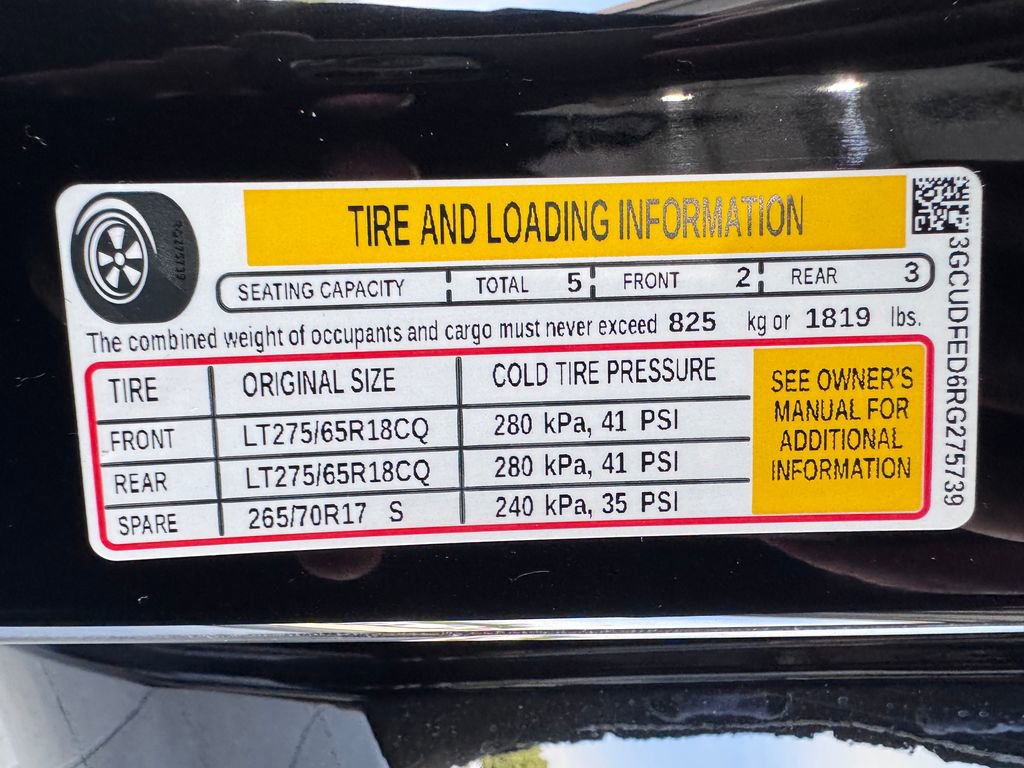 TIRE AND LOADING INFORMATION
SEATING CAPACITY TOTAL 5 FRONT 2 REAR 3
The combined weight of occupants and cargo must never exceed 825 kg or 1819 lbs.
TIRE ORIGINAL SIZE COLD TIRE PRESSURE
FRONT LT275/65R18CQ 280 kPa, 41 PSI
REAR LT275/65R18CQ 280 kPa, 41 PSI
SPARE 265/70R17 S 240 kPa, 35 PSI
SEE OWNER'S
MANUAL FOR
ADDITIONAL
INFORMATION
3GCUDFED6RG275739
RG275739